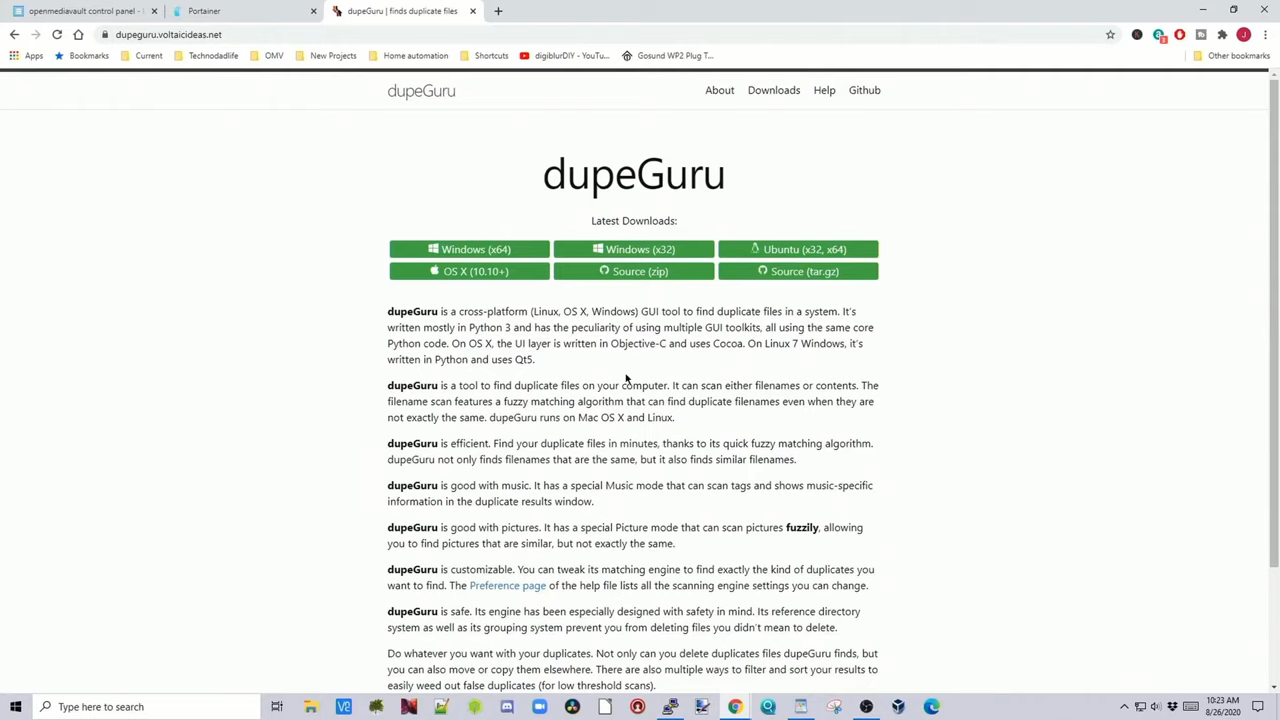 openmediavault control panel -
Portainer
dupeGuru | finds duplicate files
dupeguru.voltaicideas.net
Apps
Bookmarks
Current
Technodadlife
OMV
New Projects
Home automation
Shortcuts
digiblurDIY - YouTu...
Gosund WP2 Plug T...
Other bookmarks
dupeGuru
About
Downloads
Help
Github
dupeGuru
Latest Downloads:
Windows (x64)
Windows (x32)
Ubuntu (x32, x64)
OS X (10.10+)
Source (zip)
Source (tar.gz)
dupeGuru is a cross-platform (Linux, OS X, Windows) GUI tool to find duplicate files in a system. It's
written mostly in Python 3 and has the peculiarity of using multiple GUI toolkits, all using the same core
Python code. On OS X, the UI layer is written in Objective-C and uses Cocoa. On Linux 7 Windows, it's
written in Python and uses Qt5.
dupeGuru is a tool to find duplicate files on your computer. It can scan either filenames or contents. The
filename scan features a fuzzy matching algorithm that can find duplicate filenames even when they are
not exactly the same. dupeGuru runs on Mac OS X and Linux.
dupeGuru is efficient. Find your duplicate files in minutes, thanks to its quick fuzzy matching algorithm.
dupeGuru not only finds filenames that are the same, but it also finds similar filenames.
dupeGuru is good with music. It has a special Music mode that can scan tags and shows music-specific
information in the duplicate results window.
dupeGuru is good with pictures. It has a special Picture mode that can scan pictures fuzzily, allowing
you to find pictures that are similar, but not exactly the same.
dupeGuru is customizable. You can tweak its matching engine to find exactly the kind of duplicates you
want to find. The Preference page of the help file lists all the scanning engine settings you can change.
dupeGuru is safe. Its engine has been especially designed with safety in mind. Its reference directory
system as well as its grouping system prevent you from deleting files you didn't mean to delete.
Do whatever you want with your duplicates. Not only can you delete duplicates files dupeGuru finds, but
you can also move or copy them elsewhere. There are also multiple ways to filter and sort your results to
easily weed out false duplicates (for low threshold scans).
Type here to search
10:23 AM
8/26/2020